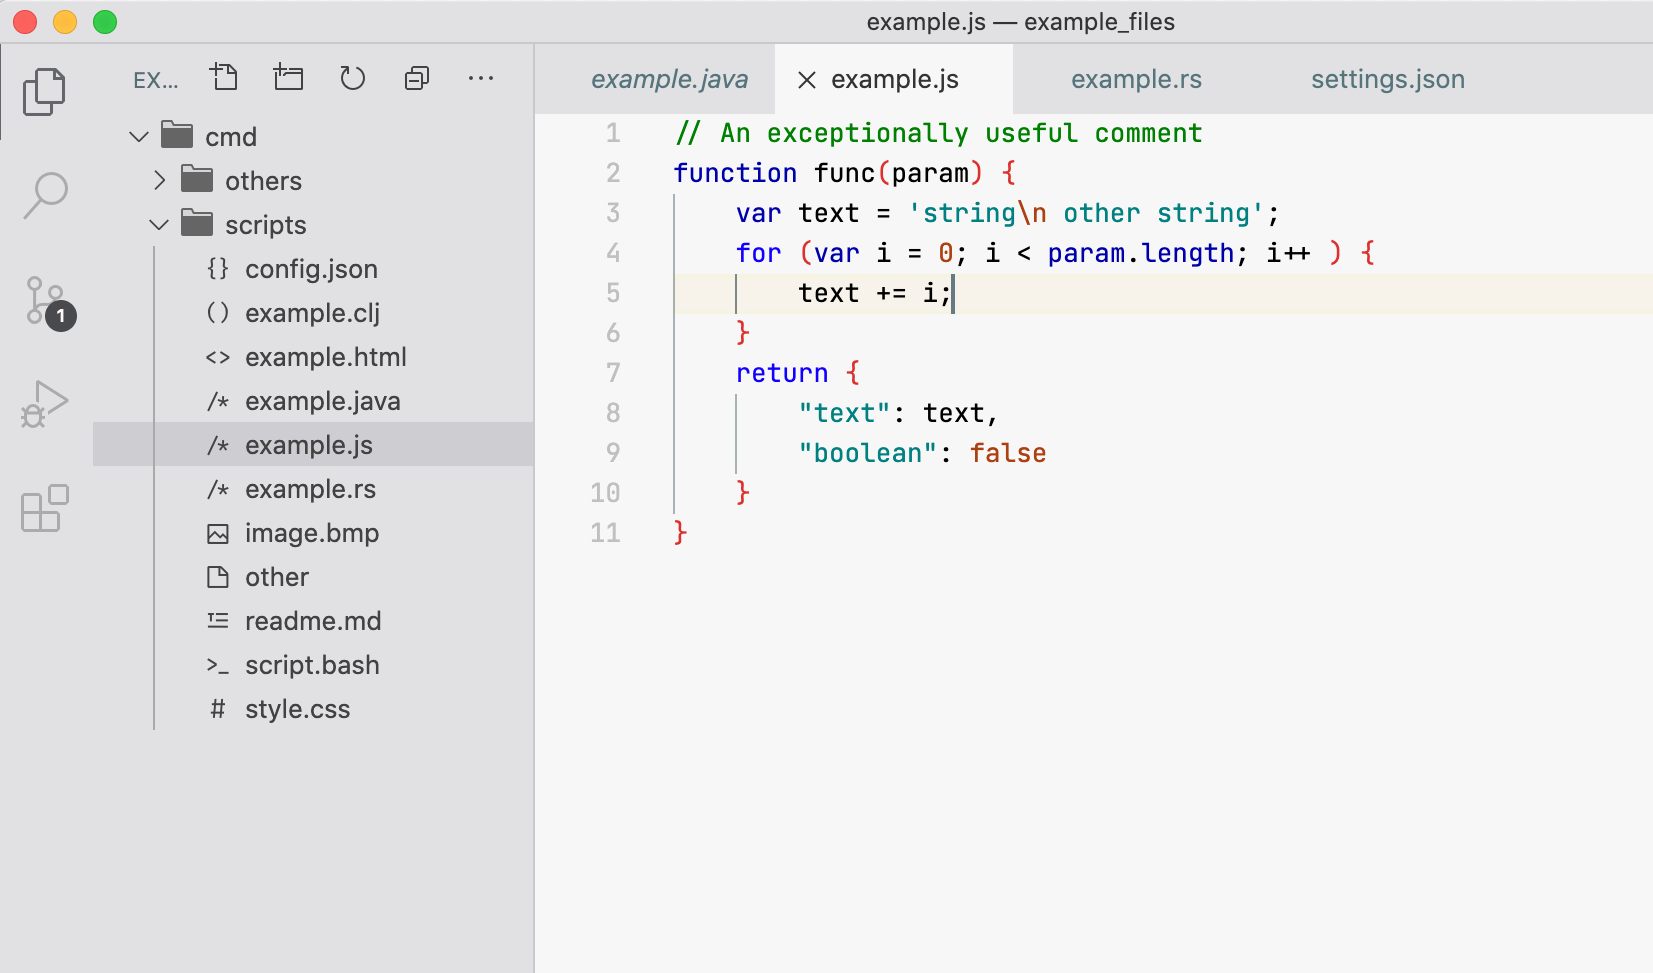 example.js — example_files
EX...
cmd
others
scripts
{} config.json
() example.clj
<> example.html
/* example.java
/* example.js
/* example.rs
image.bmp
other
readme.md
>_ script.bash
# style.css
1
example.java
example.js
example.rs
settings.json
1 // An exceptionally useful comment
2 function func(param) {
3     var text = 'string\n other string';
4     for (var i = 0; i < param.length; i++ ) {
5         text += i;
6     }
7     return {
8         "text": text,
9         "boolean": false
10     }
11 }